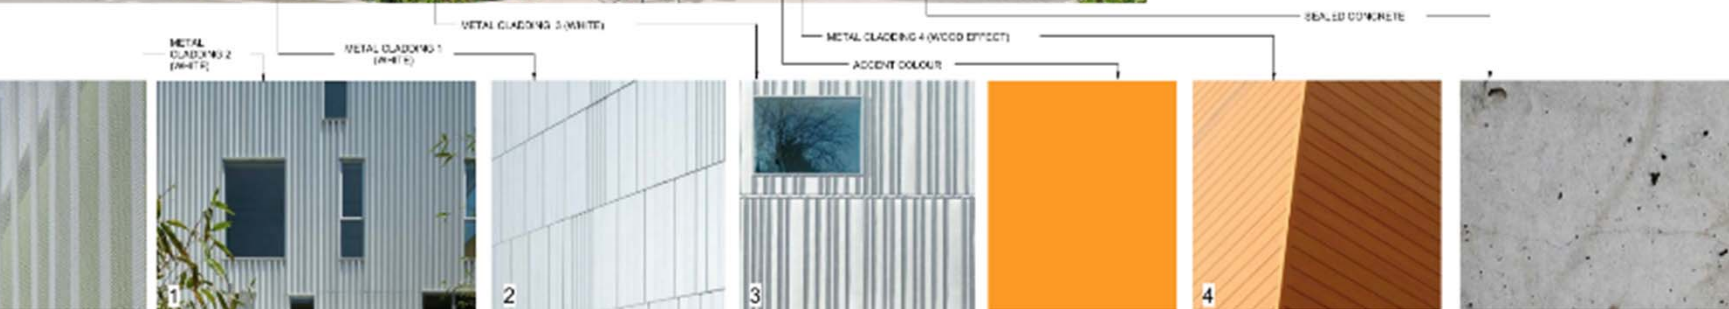 METAL CLADDING 3 (WHITE)
SEALED CONCRETE
METAL CLADDING 4 (WOOD EFFECT)
METAL
CLADDING 2
(WHITE)
METAL CLADDING 1
(WHITE)
ACCENT COLOUR
1
2
3
4